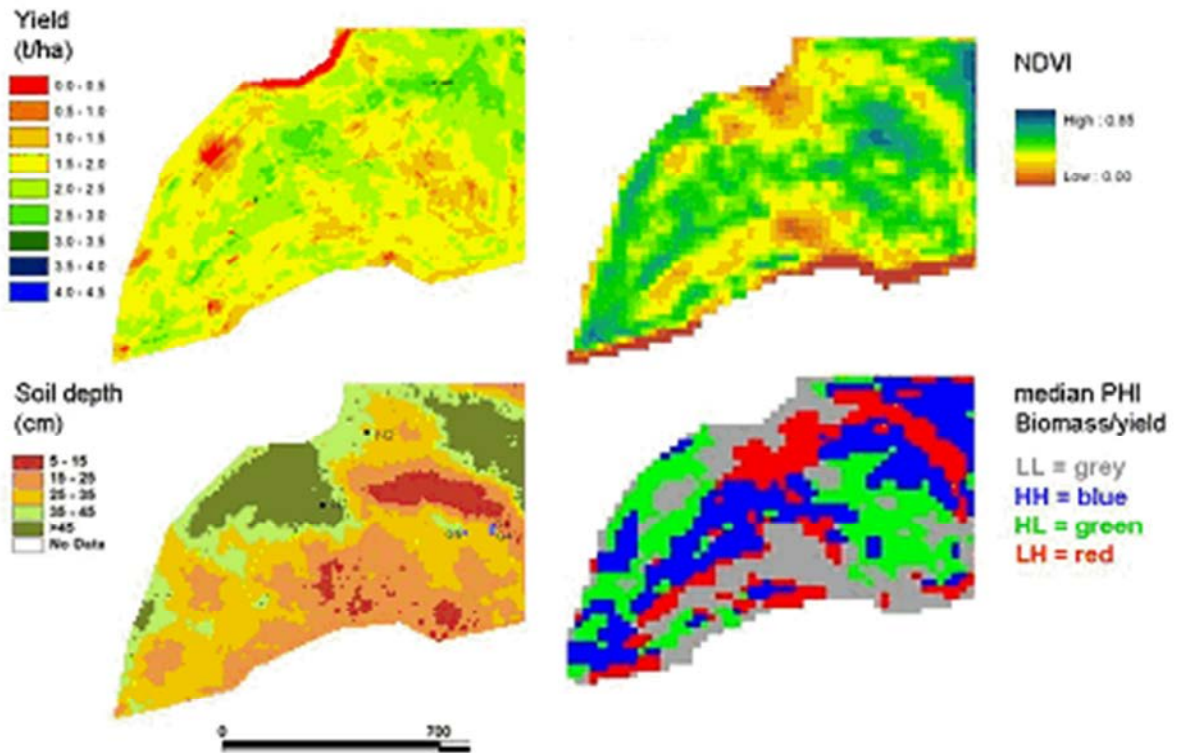 Yield
(t/ha)
0.0 - 0.5
0.5 - 1.0
1.0 - 1.5
1.5 - 2.0
2.0 - 2.5
2.5 - 3.0
3.0 - 3.5
3.5 - 4.0
4.0 - 4.5
NDVI
High : 0.85
Low : 0.00
Soil depth
(cm)
5 - 15
15 - 25
25 - 35
35 - 45
>45
No Data
median PHI
Biomass/yield
LL = grey
HH = blue
HL = green
LH = red
0 700